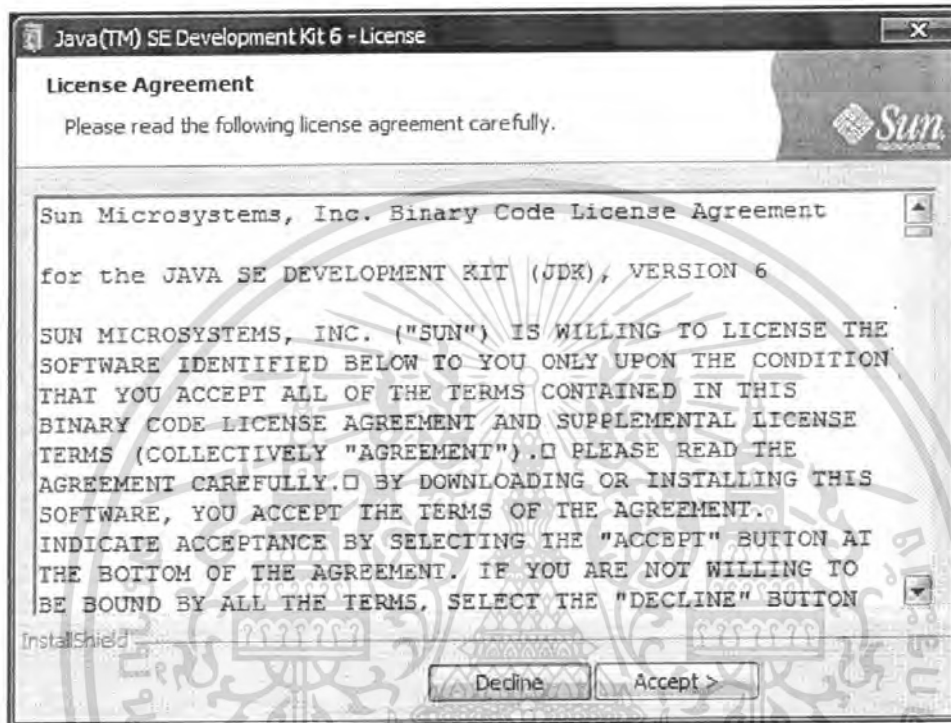 Java(TM) SE Development Kit 6 - License
License Agreement
Please read the following license agreement carefully.
Sun
microsystems
Sun Microsystems, Inc. Binary Code License Agreement
for the JAVA SE DEVELOPMENT KIT (JDK), VERSION 6
SUN MICROSYSTEMS, INC. ("SUN") IS WILLING TO LICENSE THE
SOFTWARE IDENTIFIED BELOW TO YOU ONLY UPON THE CONDITION
THAT YOU ACCEPT ALL OF THE TERMS CONTAINED IN THIS
BINARY CODE LICENSE AGREEMENT AND SUPPLEMENTAL LICENSE
TERMS (COLLECTIVELY "AGREEMENT").□ PLEASE READ THE
AGREEMENT CAREFULLY.□ BY DOWNLOADING OR INSTALLING THIS
SOFTWARE, YOU ACCEPT THE TERMS OF THE AGREEMENT.
INDICATE ACCEPTANCE BY SELECTING THE "ACCEPT" BUTTON AT
THE BOTTOM OF THE AGREEMENT. IF YOU ARE NOT WILLING TO
BE BOUND BY ALL THE TERMS, SELECT THE "DECLINE" BUTTON
InstallShield
Decline
Accept >